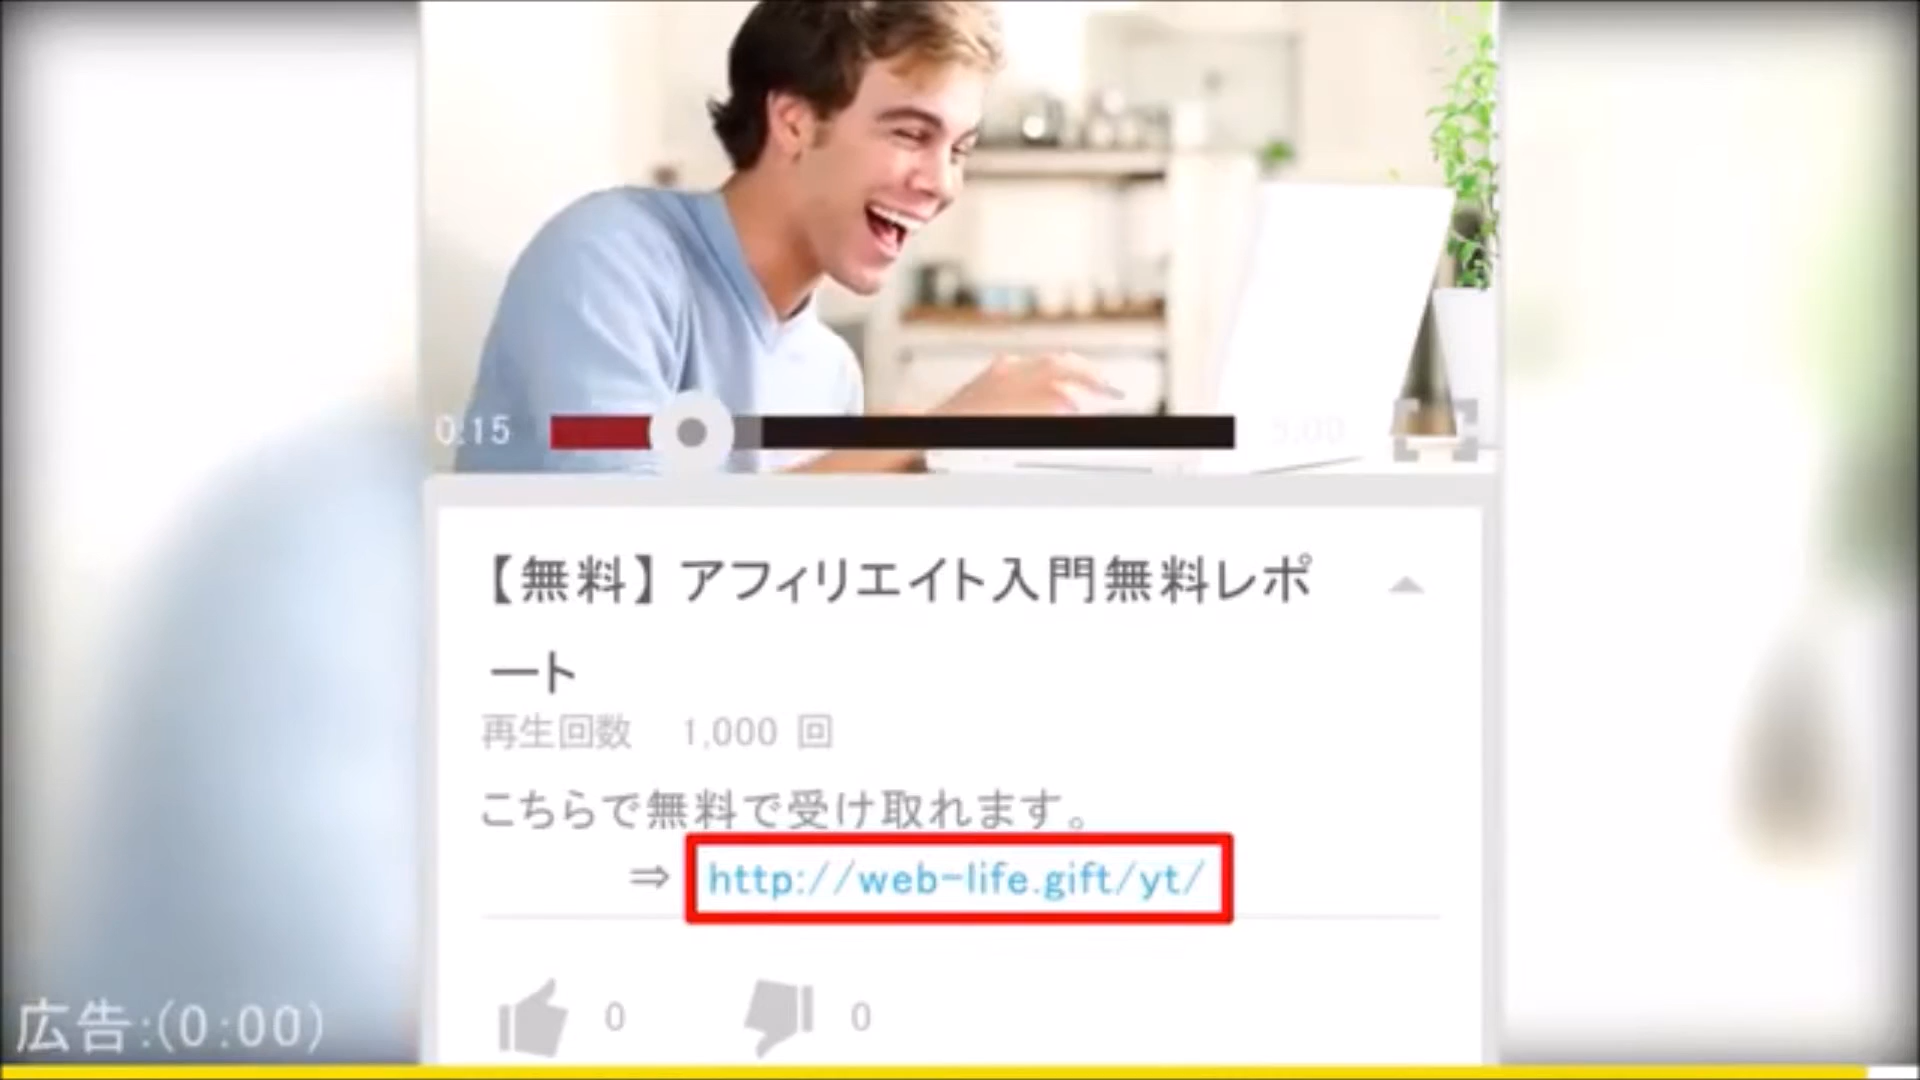 0:15
5:00
【無料】アフィリエイト入門無料レポ
ート
再生回数 1,000 回
こちらで無料で受け取れます。
⇒ http://web-life.gift/yt/
0 0
広告:(0:00)